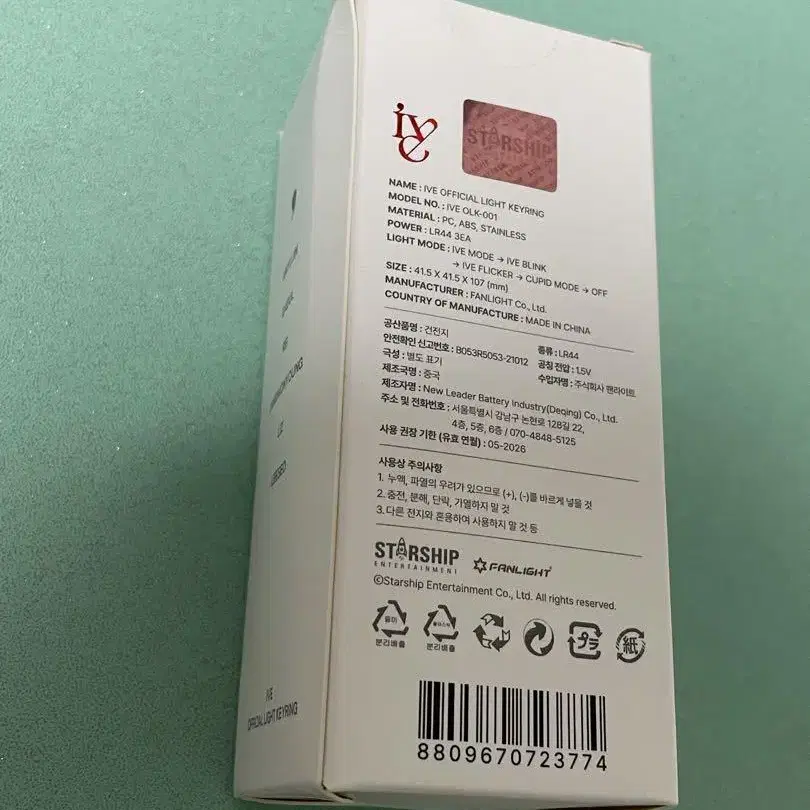 ive
STARSHIP
NAME : IVE OFFICIAL LIGHT KEYRING
MODEL NO. : IVE OLK-001
MATERIAL : PC, ABS, STAINLESS
POWER : LR44 3EA
LIGHT MODE : IVE MODE → IVE BLINK
→ IVE FLICKER → CUPID MODE → OFF
SIZE : 41.5 X 41.5 X 107 (mm)
MANUFACTURER : FANLIGHT Co., Ltd.
COUNTRY OF MANUFACTURE : MADE IN CHINA
공산품명 : 건전지
종류 : LR44
안전확인 신고번호 : B053R5053-21012
공칭 전압 : 1.5V
극성 : 별도 표기
수입자명 : 주식회사 팬라이트
제조국명 : 중국
제조자명 : New Leader Battery Industry(Deqing) Co., Ltd.
주소 및 전화번호 : 서울특별시 강남구 논현로 128길 22,
4층, 5층, 6층 / 070-4848-5125
사용 권장 기한 (유효 연월) : 05-2026
사용상 주의사항
1. 누액, 파열의 우려가 있으므로 (+), (-)를 바르게 넣을 것
2. 충전, 분해, 단락, 가열하지 말 것
3. 다른 전지와 혼용하여 사용하지 말 것 등
STARSHIP
ENTERTAINMENT
FANLIGHT
©Starship Entertainment Co., Ltd. All rights reserved.
종이
분리배출
플라스틱
분리배출
プラ
紙
8809670723774
IVE
OFFICIAL LIGHT KEYRING